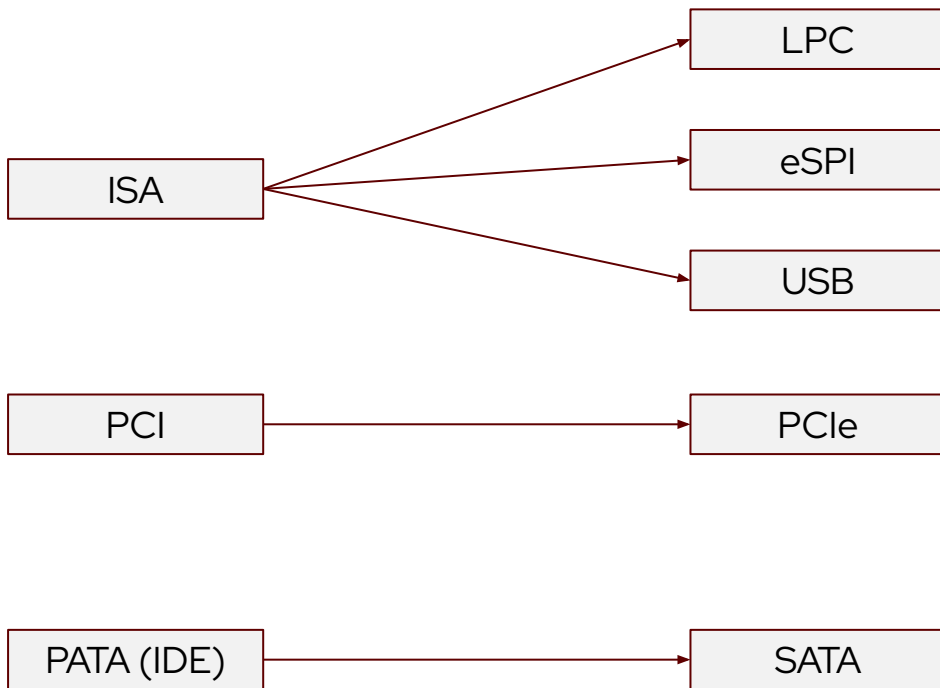 LPC
eSPI
ISA
USB
PCI
PCIe
PATA (IDE)
SATA